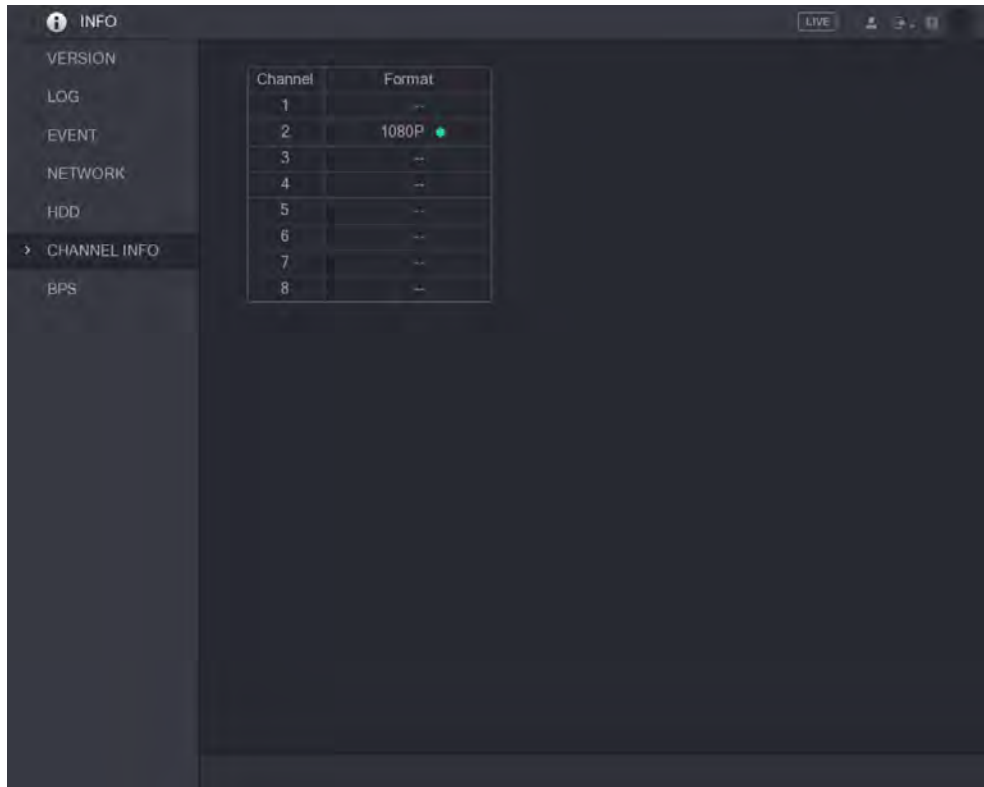 INFO
LIVE
VERSION
LOG
EVENT
NETWORK
HDD
> CHANNEL INFO
BPS
Channel Format
1 --
2 1080P
3 --
4 --
5 --
6 --
7 --
8 --